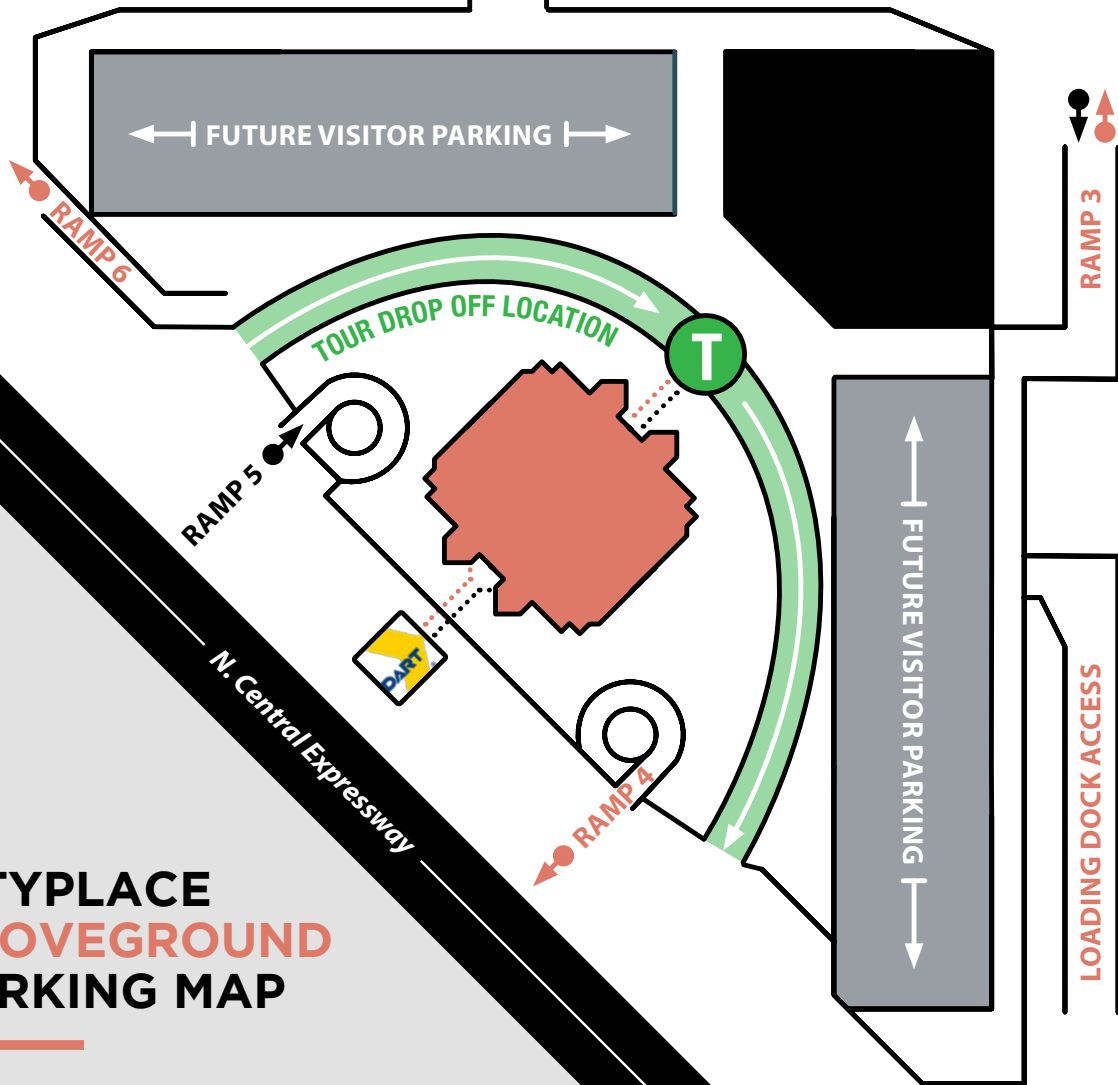 FUTURE VISITOR PARKING
RAMP 3
RAMP 6
TOUR DROP OFF LOCATION
T
RAMP 5
FUTURE VISITOR PARKING
DART
N. Central Expressway
RAMP 4
LOADING DOCK ACCESS
TYPLACE
OVEGROUND
RKING MAP